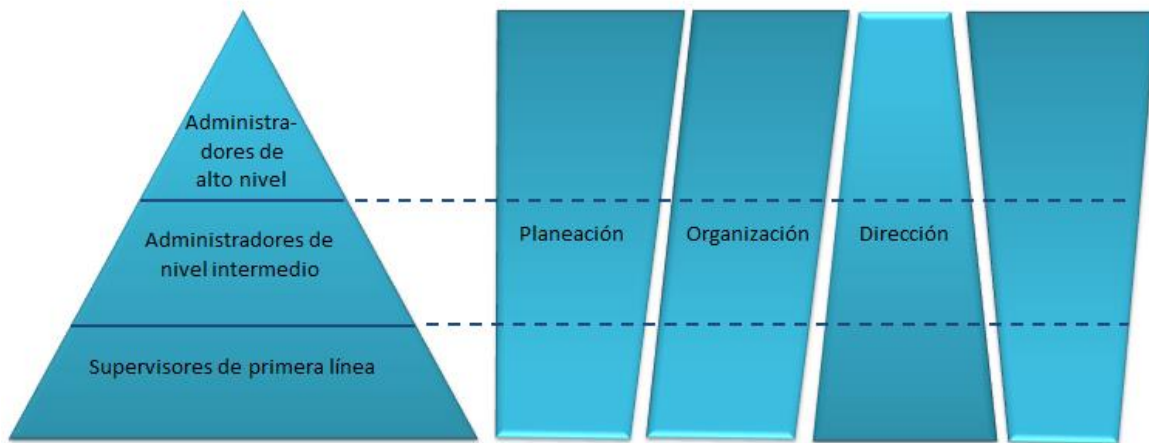 Administra-
dores de
alto nivel
Administradores de
nivel intermedio
Supervisores de primera línea
Planeación
Organización
Dirección